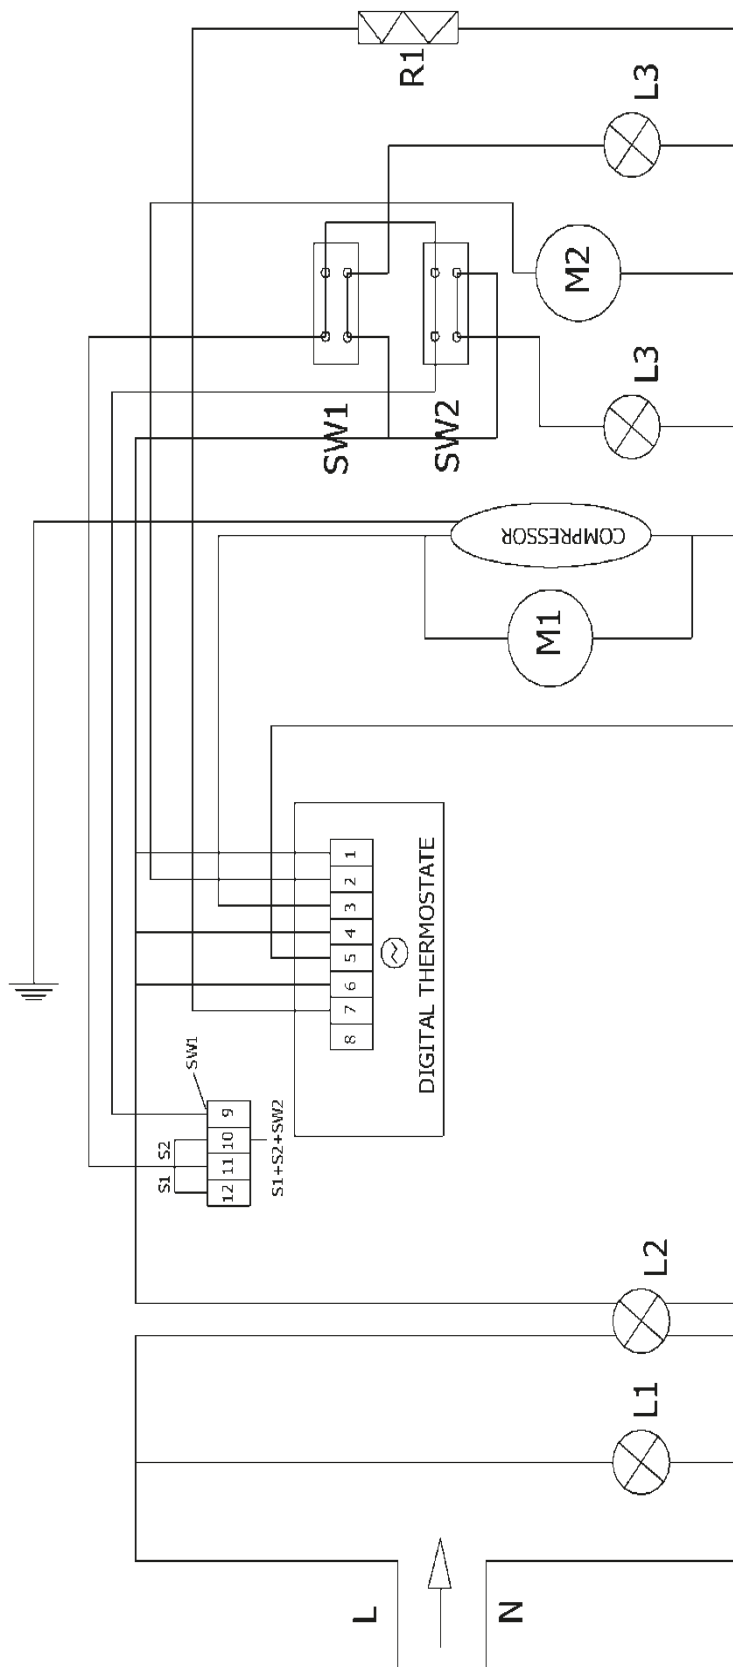 L
N
L1
L2
S1
S2
12
11
10
9
SW1
S1+S2+SW2
8
7
6
5
4
3
2
1
DIGITAL THERMOSTATE
M1
COMPRESSOR
SW1
SW2
L3
M2
L3
R1